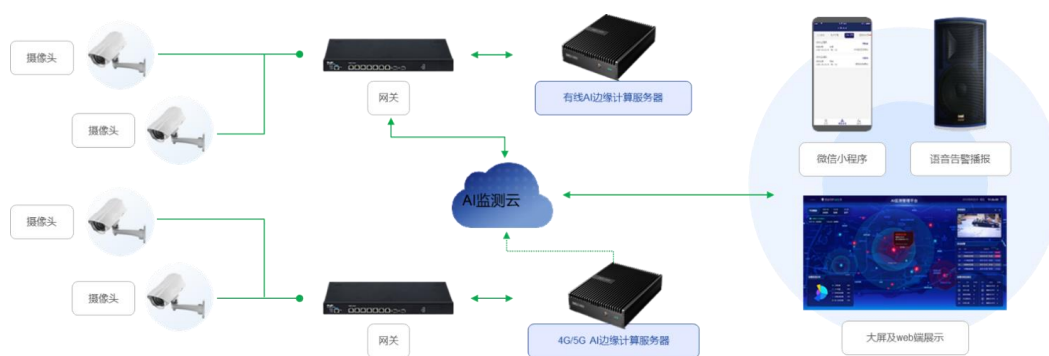 摄像头
摄像头
网关
有线AI边缘计算服务器
微信小程序
语音告警播报
AI监测云
摄像头
摄像头
网关
4G/5G AI边缘计算服务器
大屏及web端展示